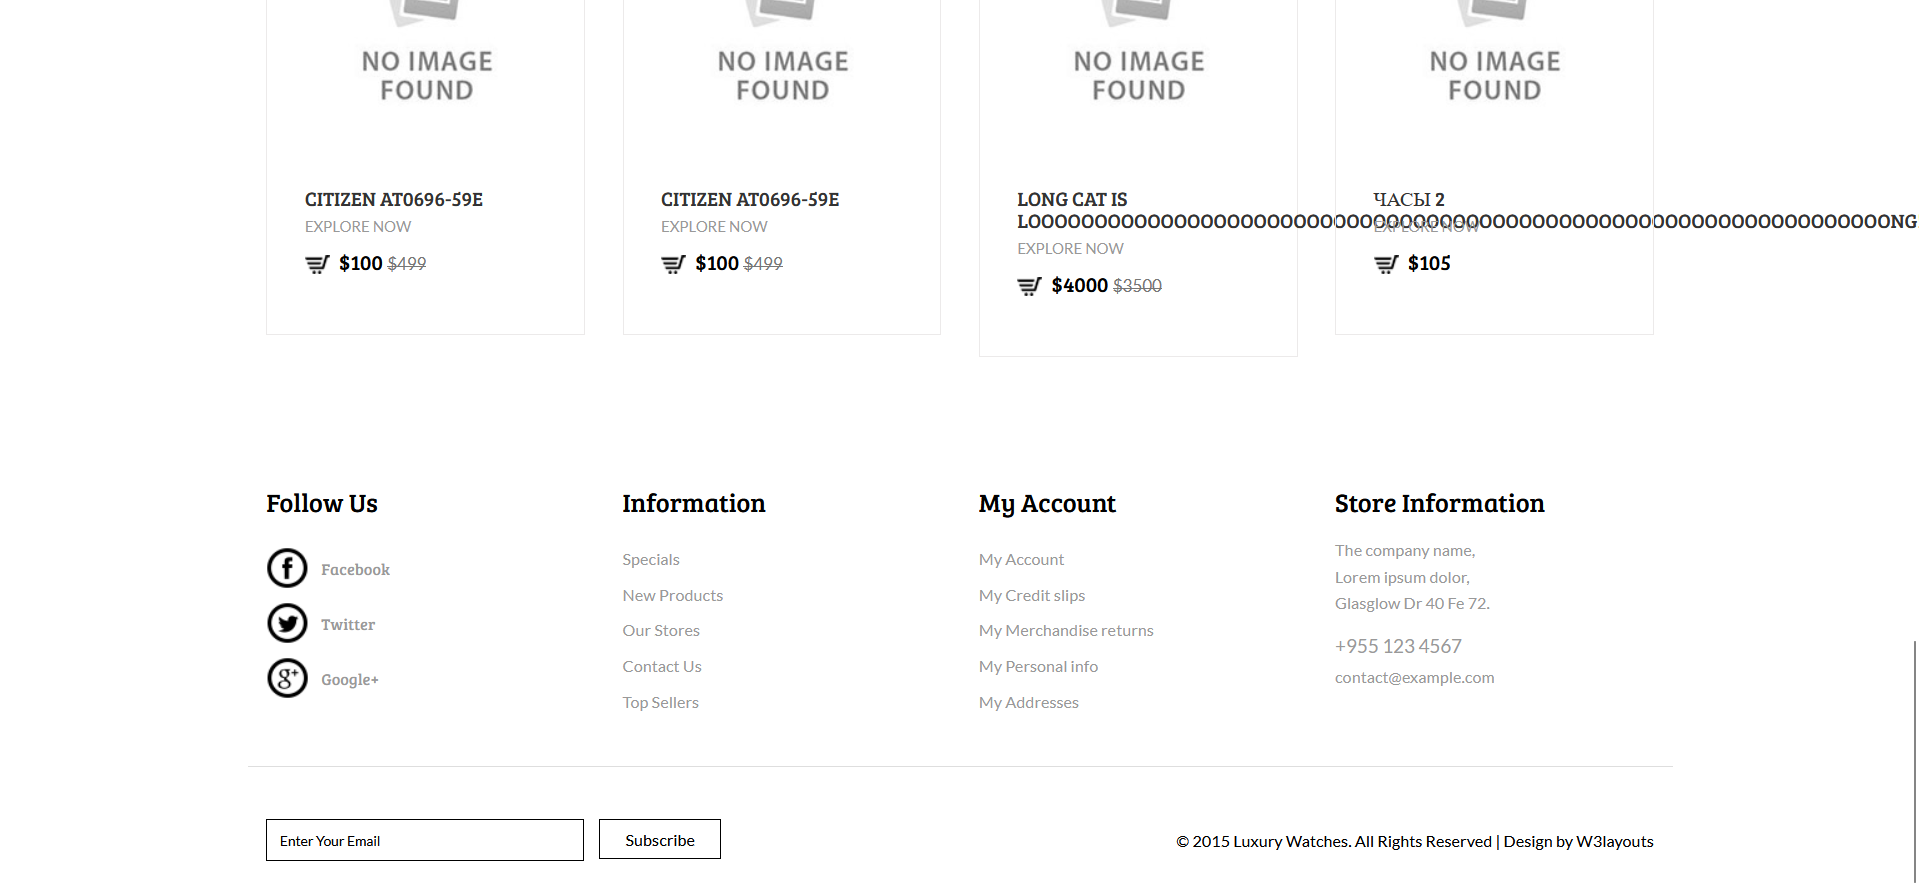 NO IMAGE
FOUND
NO IMAGE
FOUND
NO IMAGE
FOUND
NO IMAGE
FOUND
CITIZEN AT0696-59E
EXPLORE NOW
$100 $499
CITIZEN AT0696-59E
EXPLORE NOW
$100 $499
LONG CAT IS
LOOOOOOOOOOOOOOOOOOOOOOOOOOOOOOOOOOOOOOOOOOOOOOOOOOOOOOOOOOOOOOOONG
EXPLORE NOW
$4000 $3500
ЧАСЫ 2
EXPLORE NOW
$105
Follow Us
Facebook
Twitter
Google+
Information
Specials
New Products
Our Stores
Contact Us
Top Sellers
My Account
My Account
My Credit slips
My Merchandise returns
My Personal info
My Addresses
Store Information
The company name,
Lorem ipsum dolor,
Glasglow Dr 40 Fe 72.
+955 123 4567
contact@example.com
Enter Your Email
Subscribe
© 2015 Luxury Watches. All Rights Reserved | Design by W3layouts